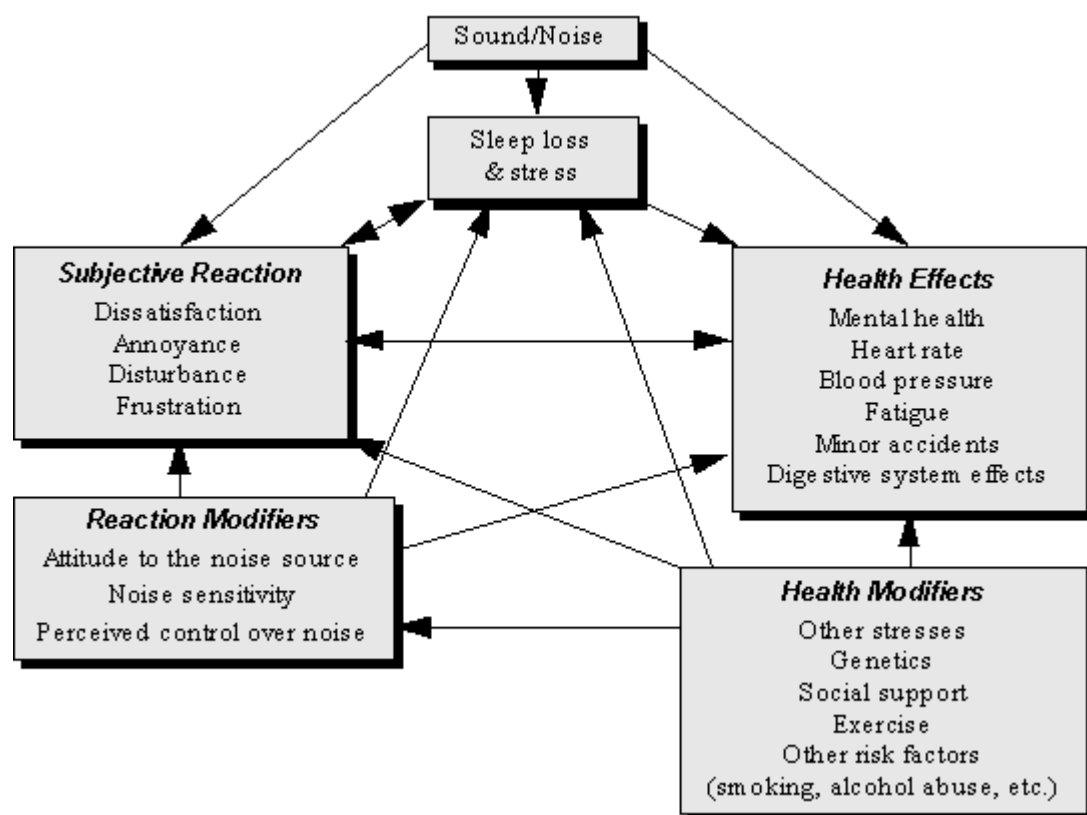 Sound/Noise
Sleep loss
& stress
Subjective Reaction
Dissatisfaction
Annoyance
Disturbance
Frustration
Health Effects
Mental health
Heart rate
Blood pressure
Fatigue
Minor accidents
Digestive system effects
Reaction Modifiers
Attitude to the noise source
Noise sensitivity
Perceived control over noise
Health Modifiers
Other stresses
Genetics
Social support
Exercise
Other risk factors
(smoking, alcohol abuse, etc.)